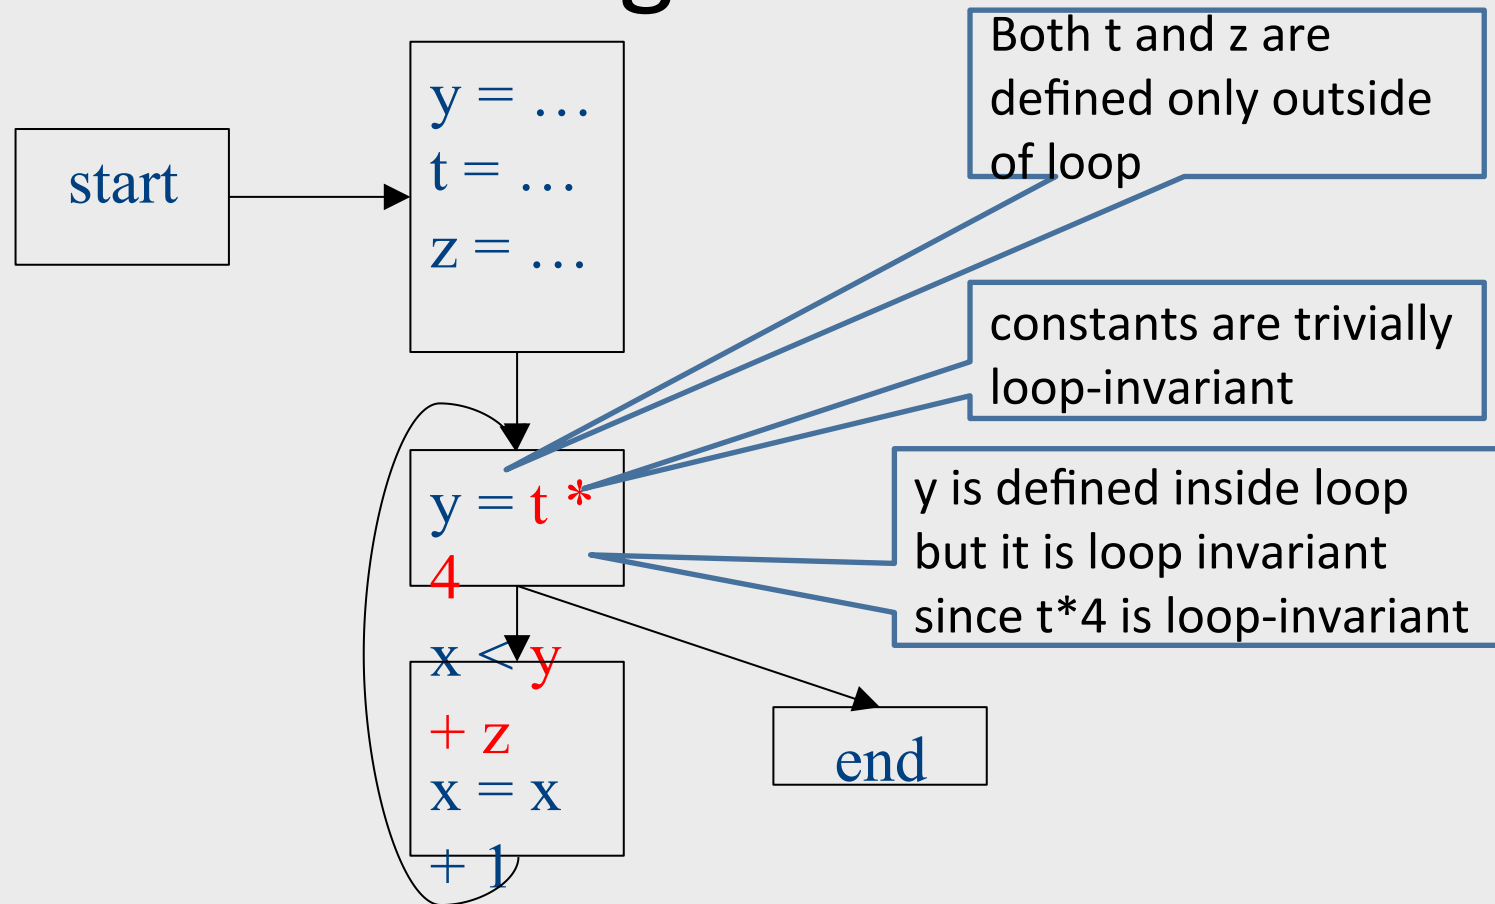 start
y = …
t = …
z = …
Both t and z are
defined only outside
of loop
constants are trivially
loop-invariant
y = t *
4
x < y
+ z
x = x
+ 1
y is defined inside loop
but it is loop invariant
since t*4 is loop-invariant
end